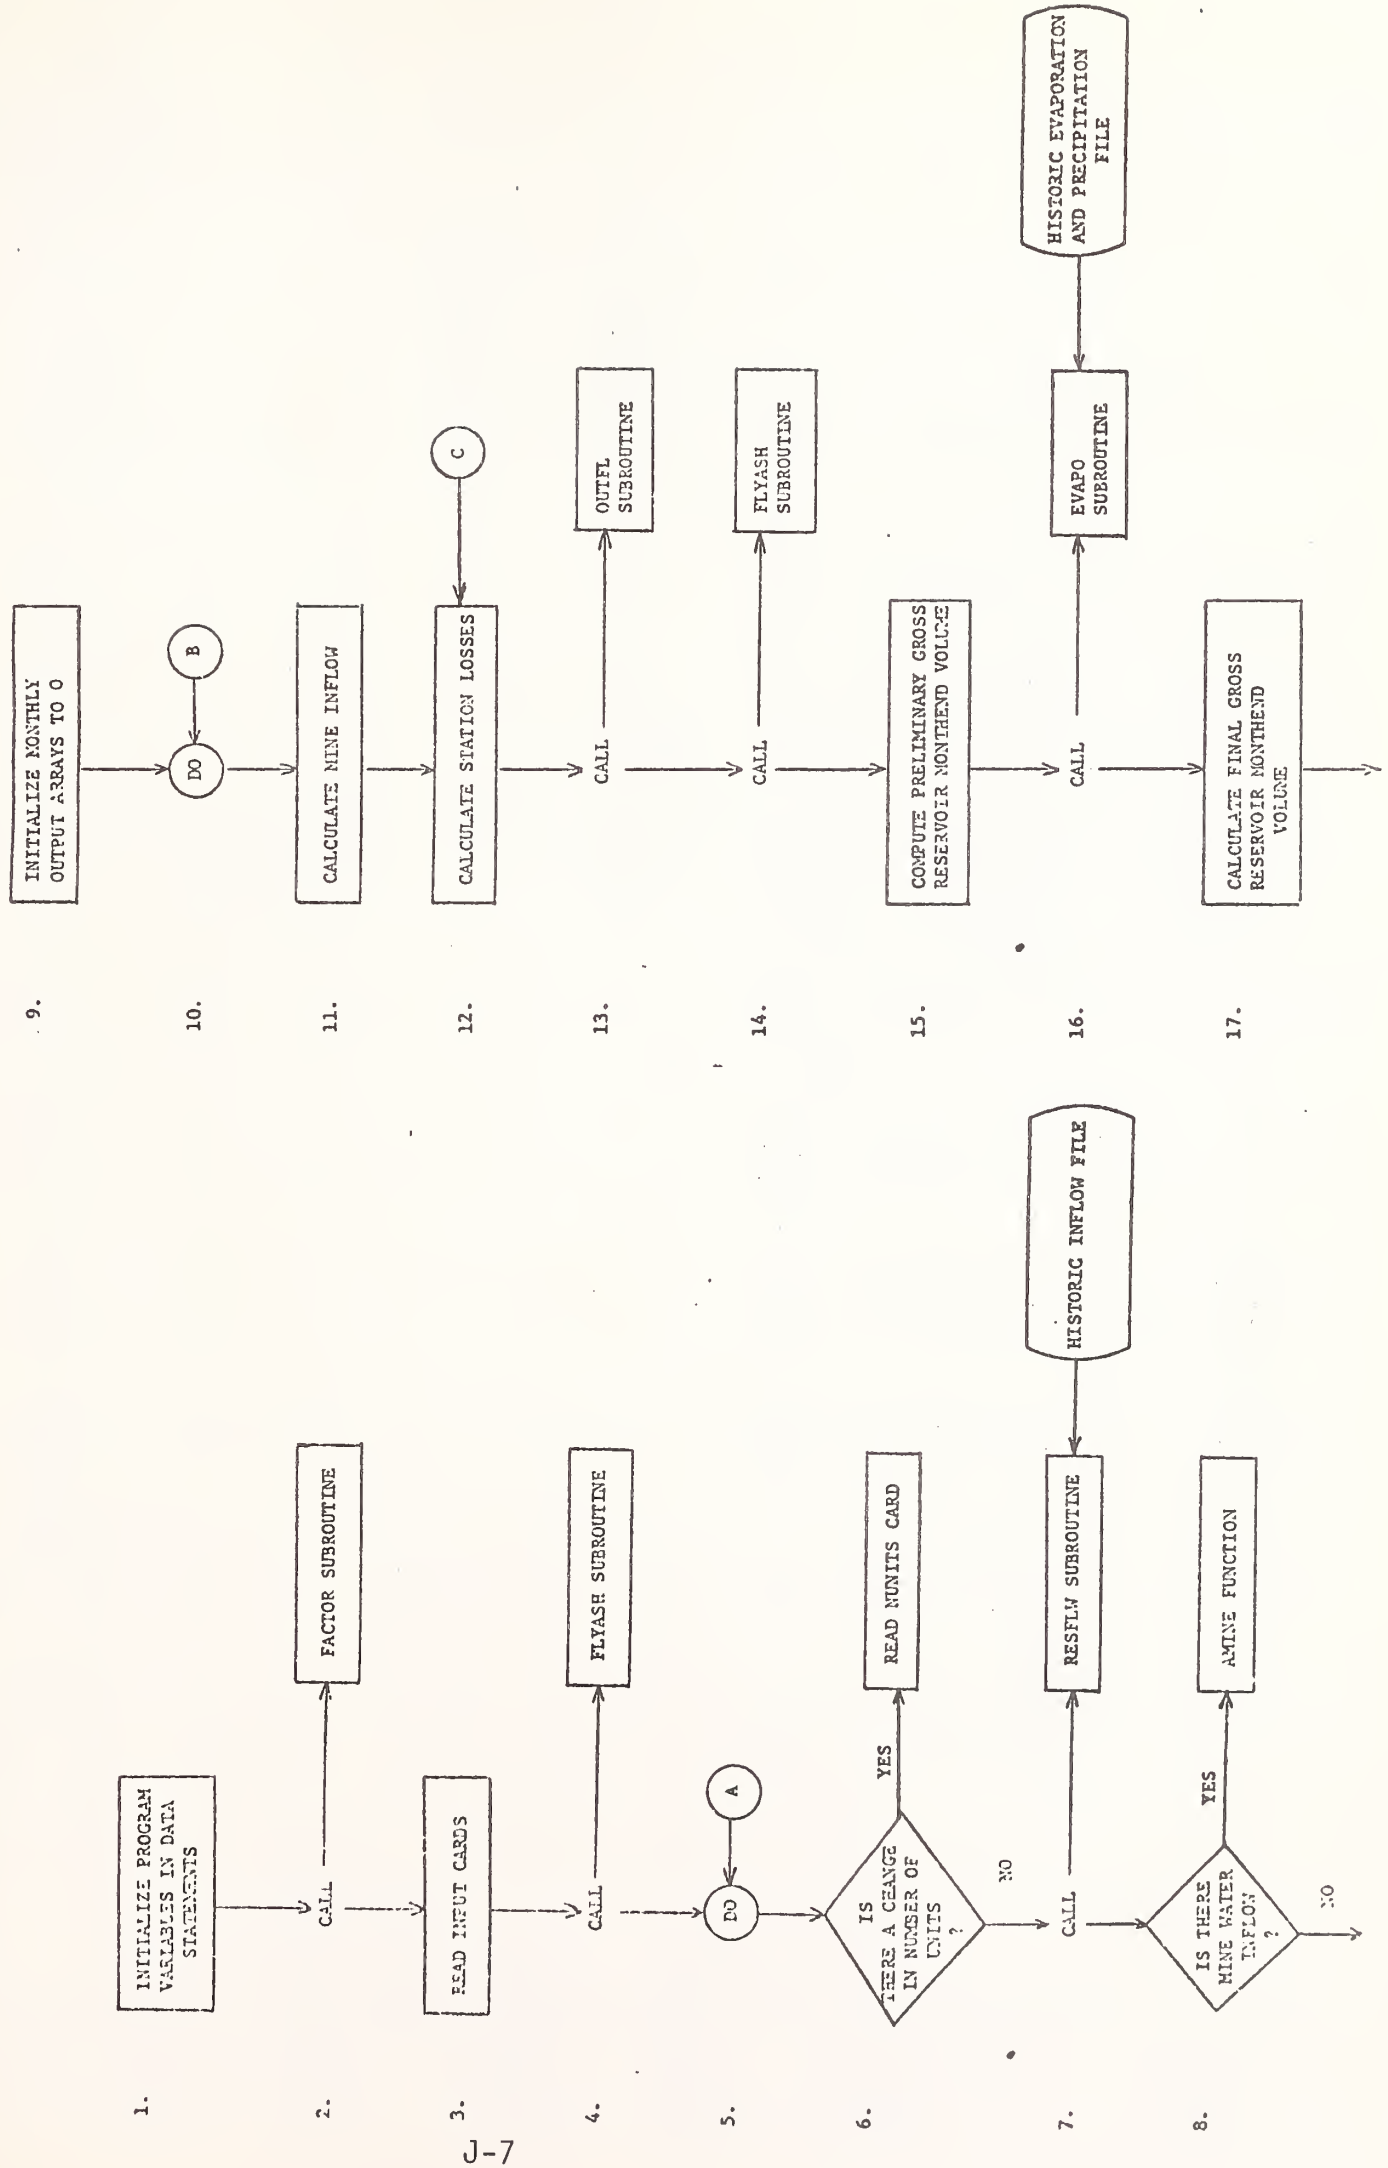 1.
INITIALIZE PROGRAM
VARIABLES IN DATA
STATEMENTS
2.
CALL
FACTOR SUBROUTINE
3.
READ INPUT CARDS
4.
CALL
FLYASH SUBROUTINE
5.
DO
A
6.
IS
THERE A CHANGE
IN NUMBER OF
UNITS
?
YES
READ NUNITS CARD
NO
7.
CALL
RESFLW SUBROUTINE
HISTORIC INFLOW FILE
8.
IS THERE
MINE WATER
INFLOW
?
YES
AMINE FUNCTION
NO
9.
INITIALIZE MONTHLY
OUTPUT ARRAYS TO 0
10.
DO
B
11.
CALCULATE MINE INFLOW
12.
CALCULATE STATION LOSSES
C
13.
CALL
OUTFL
SUBROUTINE
14.
CALL
FLYASH
SUBROUTINE
15.
COMPUTE PRELIMINARY GROSS
RESERVOIR MONTHEND VOLUME
16.
CALL
EVAPO
SUBROUTINE
HISTORIC EVAPORATION
AND PRECIPITATION
FILE
17.
CALCULATE FINAL GROSS
RESERVOIR MONTHEND
VOLUME
J-7